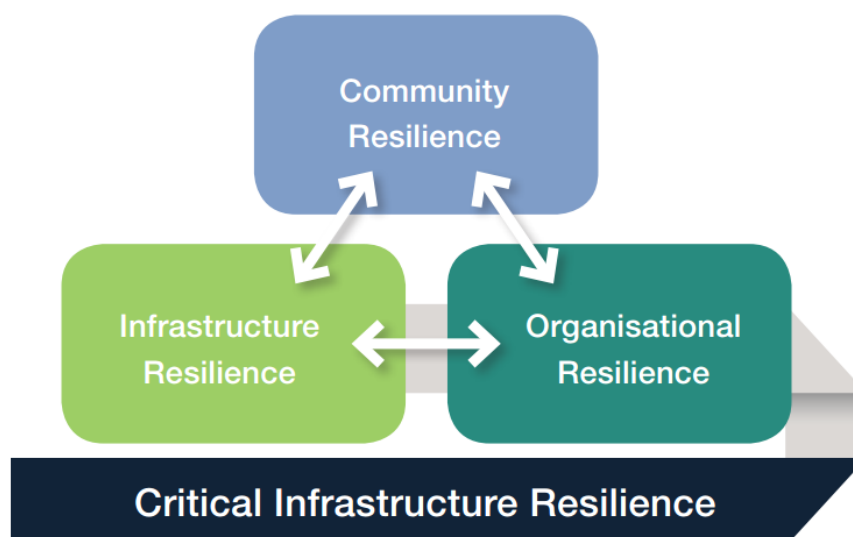 Community
Resilience
Infrastructure
Resilience
Organisational
Resilience
Critical Infrastructure Resilience